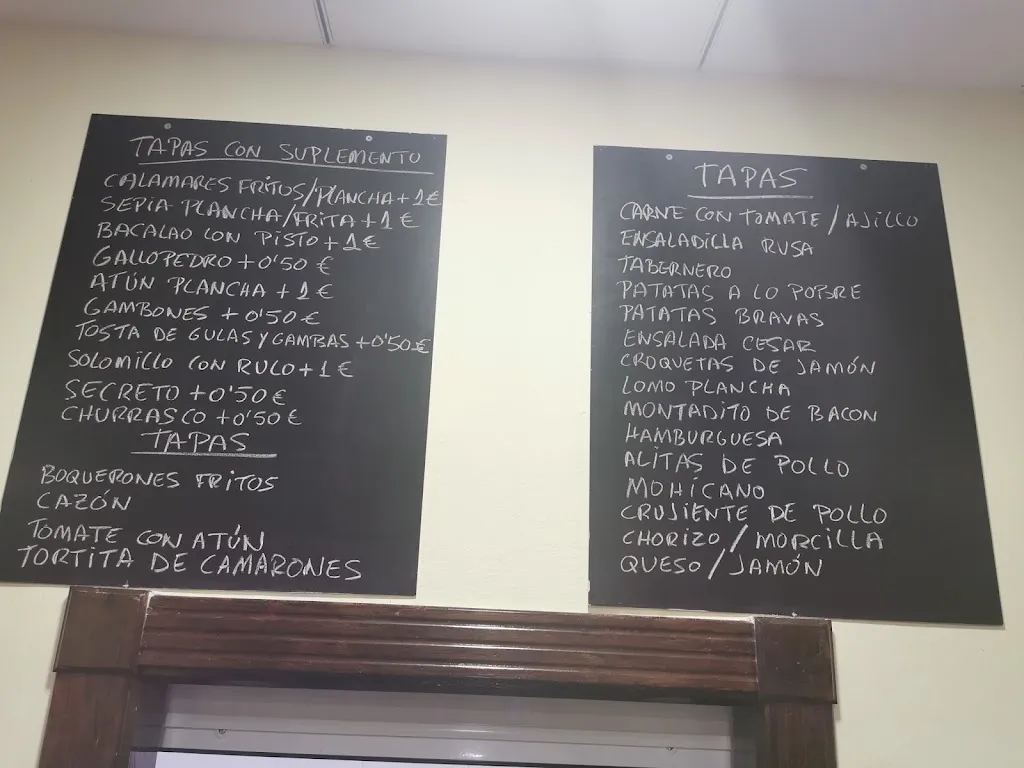 TAPAS CON SUPLEMENTO
CALAMARES FRITOS/PLANCHA + 1€
SEPIA PLANCHA/FRITA + 1 €
BACALAO CON PISTO + 1€
GALLOPEDRO + 0'50 €
ATÚN PLANCHA + 1 €
GAMBONES + 0'50 €
TOSTA DE GULAS Y GAMBAS + 0'50 €
SOLOMILLO CON RULO + 1 €
SECRETO + 0'50 €
CHURRASCO + 0'50 €
TAPAS
BOQUERONES FRITOS
CAZÓN
TOMATE CON ATÚN
TORTITA DE CAMARONES
TAPAS
CARNE CON TOMATE / AJILLO
ENSALADILLA RUSA
TABERNERO
PATATAS A LO POBRE
PATATAS BRAVAS
ENSALADA CESAR
CROQUETAS DE JAMÓN
LOMO PLANCHA
MONTADITO DE BACON
HAMBURGUESA
ALITAS DE POLLO
MOHICANO
CRUJIENTE DE POLLO
CHORIZO / MORCILLA
QUESO / JAMÓN